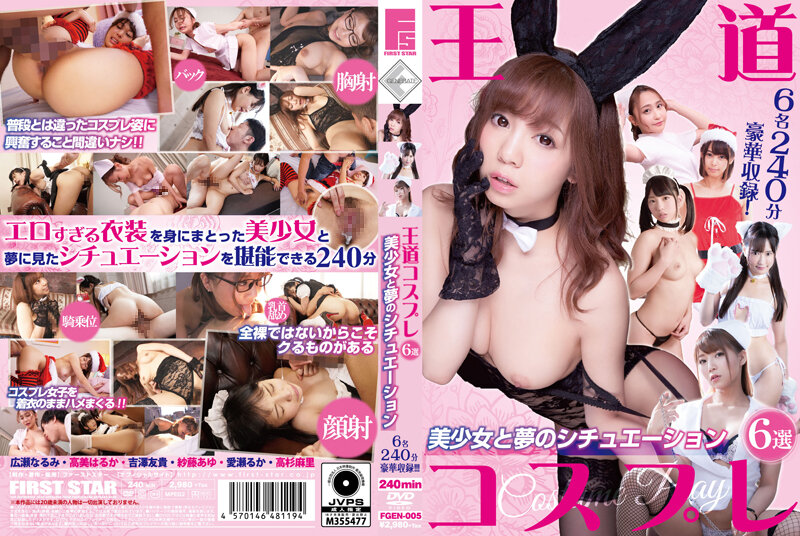 バック
胸射
普段とは違ったコスプレ姿に
興奮すること間違いナシ!!
エロすぎる衣装を身にまとった美少女と
夢に見たシチュエーションを堪能できる240分
騎乗位
乳首
舐め
全裸ではないからこそ
クるものがある
コスプレ女子を
着衣のままハメまくる!!
顔射
広瀬なるみ・高美はるか・吉澤友貴・紗藤あゆ・愛瀬るか・高杉麻里
FIRST STAR
4570146481194
JVPS
成人指定
M355477
FS
FIRST STAR
GENERATE
王道コスプレ
美少女と夢のシチュエーション
6選
6名
240分
豪華収録!!
240min
DVD
FGEN-005
¥2,980+Tax
王道
6名240分
豪華収録!
美少女と夢のシチュエーション
6選
Costume Play
コスプレ